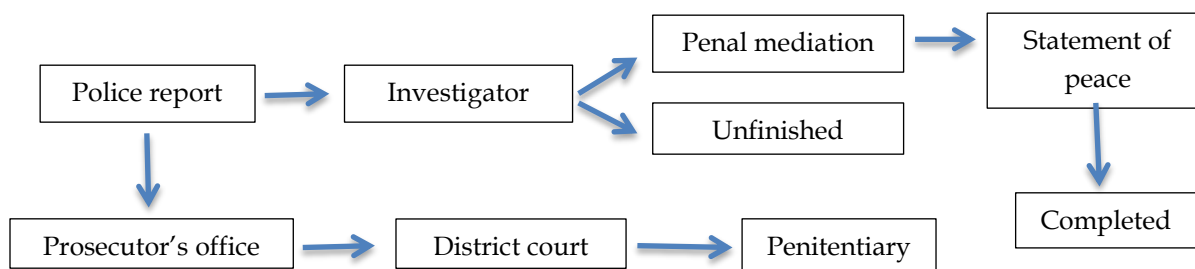 Penal mediation
Statement of
peace
Police report
Investigator
Unfinished
Completed
Prosecutor’s office
District court
Penitentiary